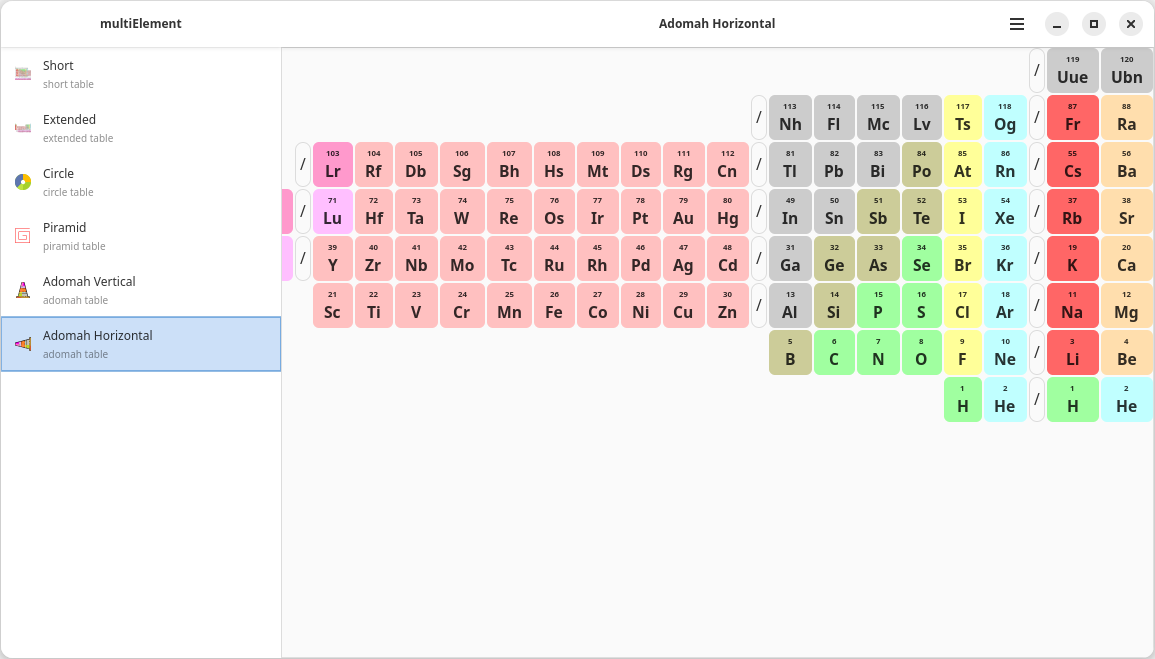 multiElement
Adomah Horizontal
Short
short table
Extended
extended table
Circle
circle table
Piramid
piramid table
Adomah Vertical
adomah table
Adomah Horizontal
adomah table
119 120
/ Uue Ubn
113 114 115 116 117 118 87 88
/ Nh Fl Mc Lv Ts Og / Fr Ra
103 104 105 106 107 108 109 110 111 112 81 82 83 84 85 86 55 56
/ Lr Rf Db Sg Bh Hs Mt Ds Rg Cn / Tl Pb Bi Po At Rn / Cs Ba
71 72 73 74 75 76 77 78 79 80 49 50 51 52 53 54 37 38
/ Lu Hf Ta W Re Os Ir Pt Au Hg / In Sn Sb Te I Xe / Rb Sr
39 40 41 42 43 44 45 46 47 48 31 32 33 34 35 36 19 20
/ Y Zr Nb Mo Tc Ru Rh Pd Ag Cd / Ga Ge As Se Br Kr / K Ca
21 22 23 24 25 26 27 28 29 30 13 14 15 16 17 18 11 12
Sc Ti V Cr Mn Fe Co Ni Cu Zn / Al Si P S Cl Ar / Na Mg
5 6 7 8 9 10 3 4
B C N O F Ne / Li Be
1 2 1 2
H He / H He